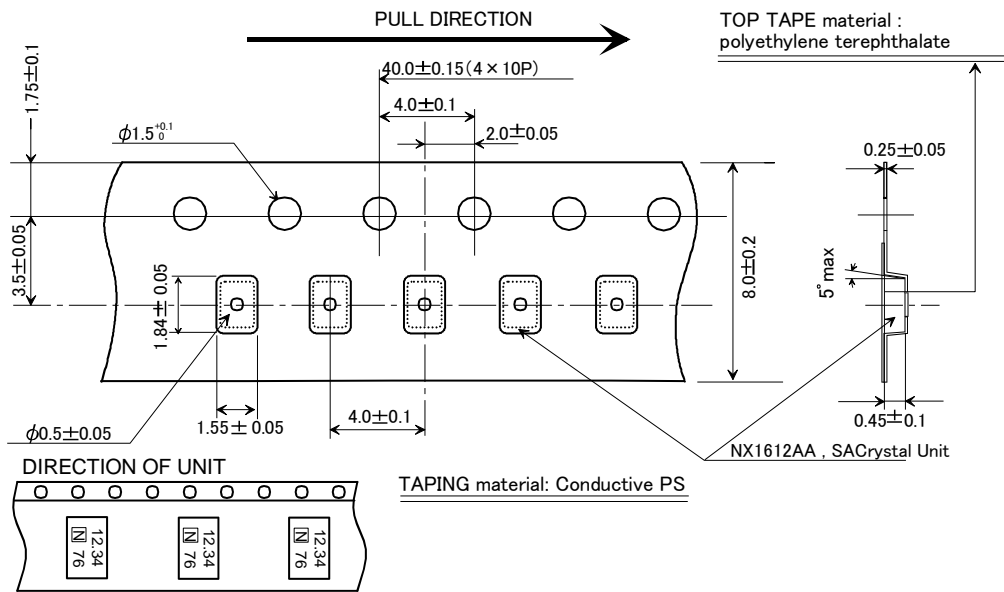 PULL DIRECTION
TOP TAPE material :
polyethylene terephthalate
1.75±0.1
40.0±0.15(4×10P)
4.0±0.1
ϕ1.5 +0.1 0
2.0±0.05
0.25±0.05
3.5±0.05
1.84± 0.05
8.0±0.2
5° max
1.55± 0.05
4.0±0.1
0.45±0.1
ϕ0.5±0.05
NX1612AA , SACrystal Unit
DIRECTION OF UNIT
TAPING material: Conductive PS
12.34
N 76
12.34
N 76
12.34
N 76